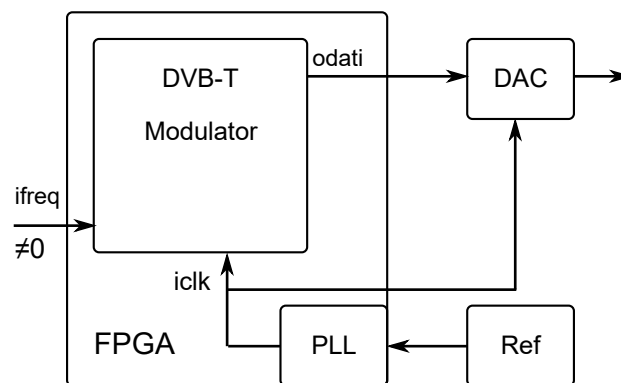 odati
DVB-T
DAC
Modulator
ifreq
≠0
iclk
FPGA
PLL
Ref